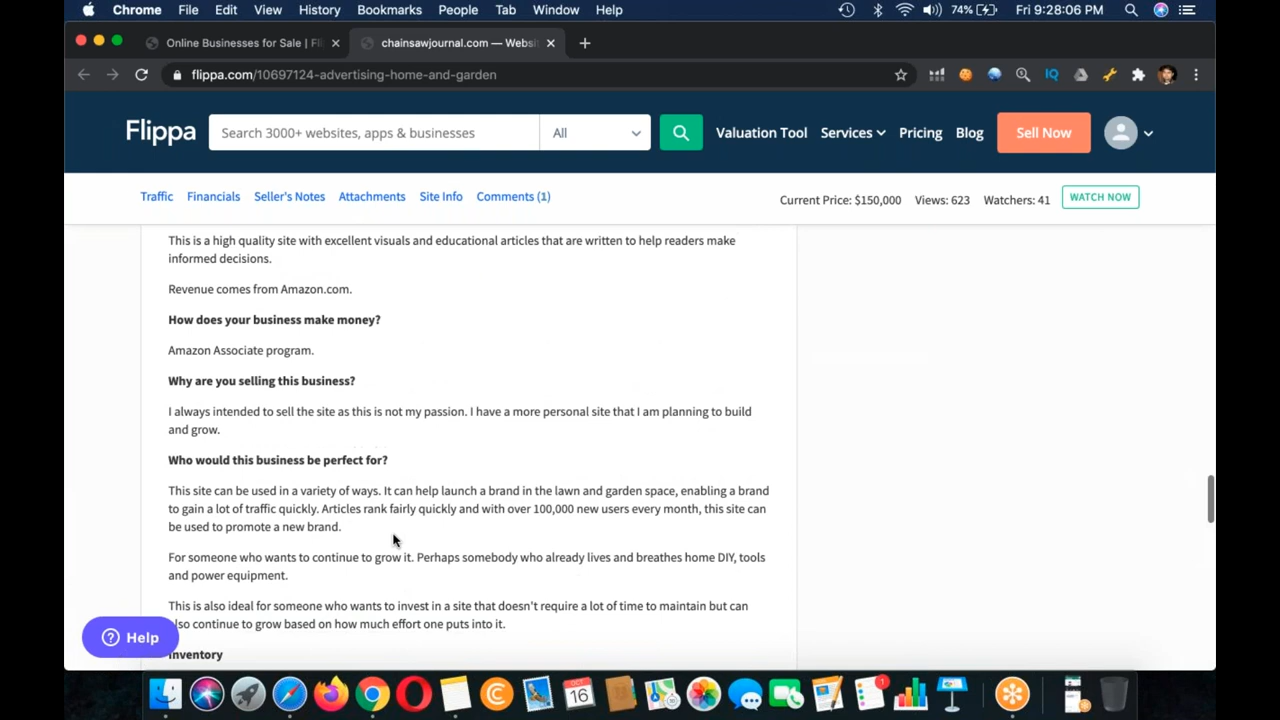 Chrome File Edit View History Bookmarks People Tab Window Help 74% Fri 9:28:06 PM
Online Businesses for Sale | Fli chainsawjournal.com — Websi
flippa.com/10697124-advertising-home-and-garden IQ
Flippa Search 3000+ websites, apps & businesses All Valuation Tool Services Pricing Blog Sell Now
Traffic Financials Seller's Notes Attachments Site Info Comments (1) Current Price: $150,000 Views: 623 Watchers: 41 WATCH NOW
This is a high quality site with excellent visuals and educational articles that are written to help readers make
informed decisions.
Revenue comes from Amazon.com.
How does your business make money?
Amazon Associate program.
Why are you selling this business?
I always intended to sell the site as this is not my passion. I have a more personal site that I am planning to build
and grow.
Who would this business be perfect for?
This site can be used in a variety of ways. It can help launch a brand in the lawn and garden space, enabling a brand
to gain a lot of traffic quickly. Articles rank fairly quickly and with over 100,000 new users every month, this site can
be used to promote a new brand.
For someone who wants to continue to grow it. Perhaps somebody who already lives and breathes home DIY, tools
and power equipment.
This is also ideal for someone who wants to invest in a site that doesn't require a lot of time to maintain but can
also continue to grow based on how much effort one puts into it.
Help
Inventory
OCT
16
1